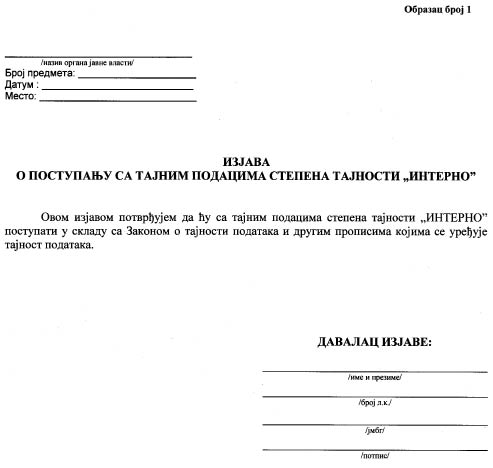 Образац број 1
/назив органа јавне власти/
Број предмета:
Датум :
Место:
ИЗЈАВА
О ПОСТУПАЊУ СА ТАЈНИМ ПОДАЦИМА СТЕПЕНА ТАЈНОСТИ „ИНТЕРНО”
Овом изјавом потврђујем да ћу са тајним подацима степена тајности „ИНТЕРНО”
поступати у складу са Законом о тајности података и другим прописима којима се уређује
тајност података.
ДАВАЛАЦ ИЗЈАВЕ:
/име и презиме/
/број л.к./
/јмбг/
/потпис/